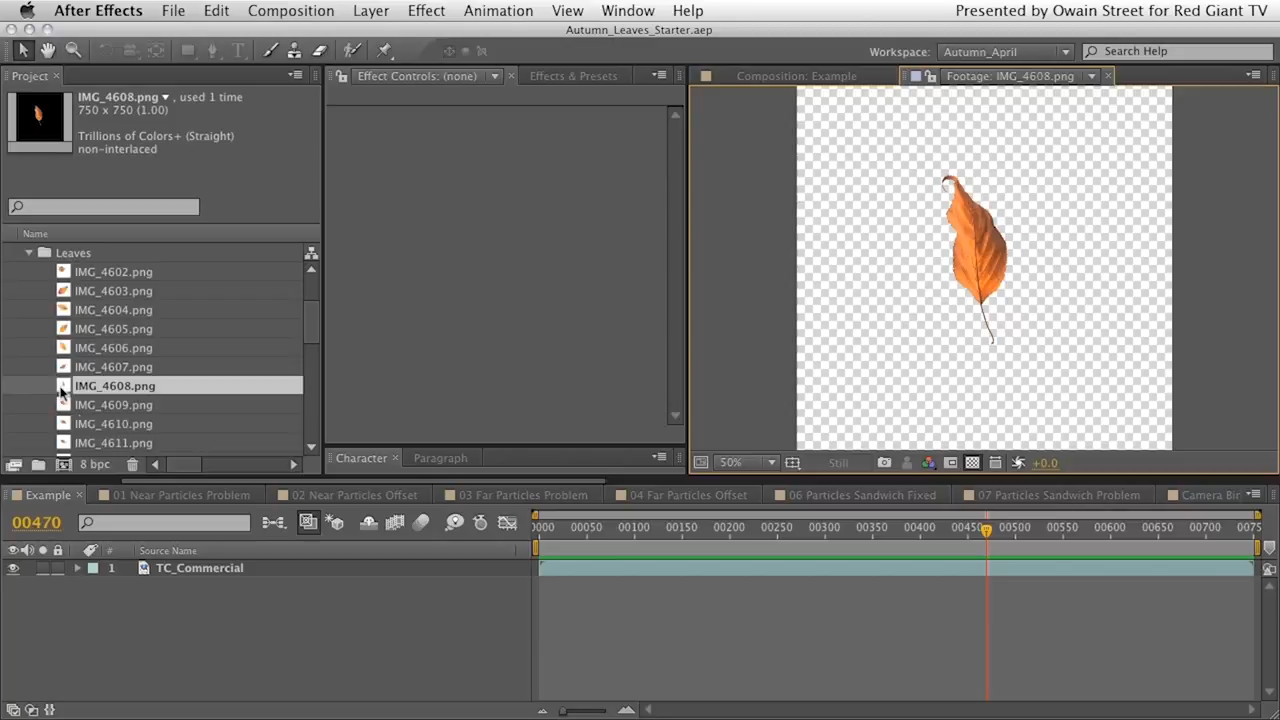 After Effects File Edit Composition Layer Effect Animation View Window Help Presented by Owain Street for Red Giant TV
Autumn_Leaves_Starter.aep
Workspace: Autumn_April Search Help
Project Effect Controls: (none) Effects & Presets Composition: Example Footage: IMG_4608.png
IMG_4608.png , used 1 time
750 x 750 (1.00)
Trillions of Colors+ (Straight)
non-interlaced
Name
Leaves
IMG_4602.png
IMG_4603.png
IMG_4604.png
IMG_4605.png
IMG_4606.png
IMG_4607.png
IMG_4608.png
IMG_4609.png
IMG_4610.png
IMG_4611.png
8 bpc Character Paragraph 50% Still +0.0
Example 01 Near Particles Problem 02 Near Particles Offset 03 Far Particles Problem 04 Far Particles Offset 06 Particles Sandwich Fixed 07 Particles Sandwich Problem Camera Bir
00470 0000 00050 00100 00150 00200 00250 00300 00350 00400 00450 00500 00550 00600 00650 00700 0075
# Source Name
1 TC_Commercial